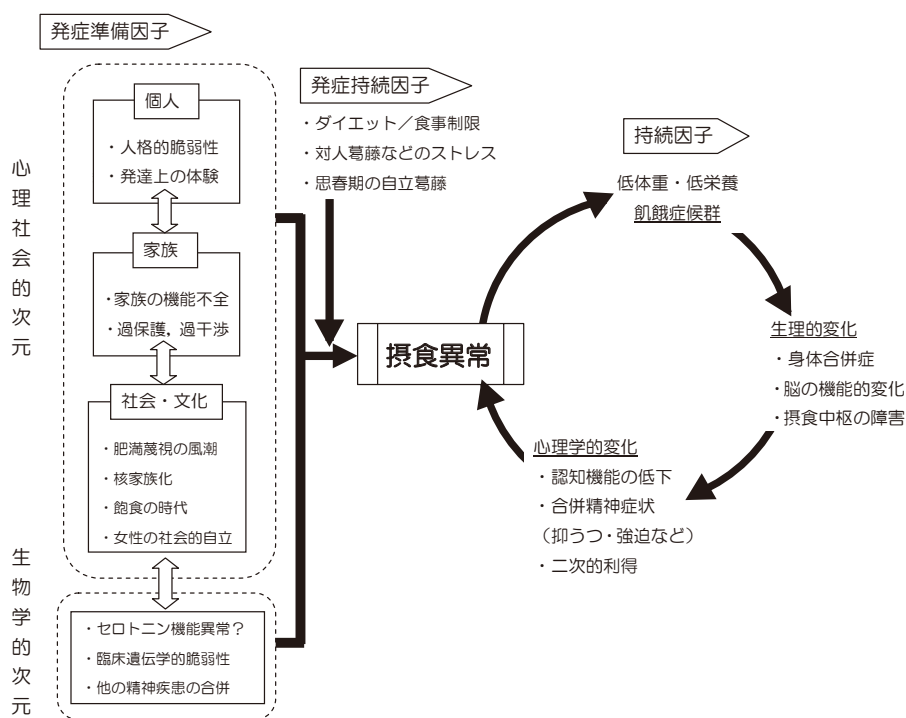 発症準備因子
心理社会的次元
個人
・人格的脆弱性
・発達上の体験
家族
・家族の機能不全
・過保護，過干渉
社会・文化
・肥満蔑視の風潮
・核家族化
・飽食の時代
・女性の社会的自立
生物学的次元
・セロトニン機能異常？
・臨床遺伝学的脆弱性
・他の精神疾患の合併
発症持続因子
・ダイエット／食事制限
・対人葛藤などのストレス
・思春期の自立葛藤
摂食異常
持続因子
低体重・低栄養
飢餓症候群
生理的変化
・身体合併症
・脳の機能的変化
・摂食中枢の障害
心理学的変化
・認知機能の低下
・合併精神症状
（抑うつ・強迫など）
・二次的利得